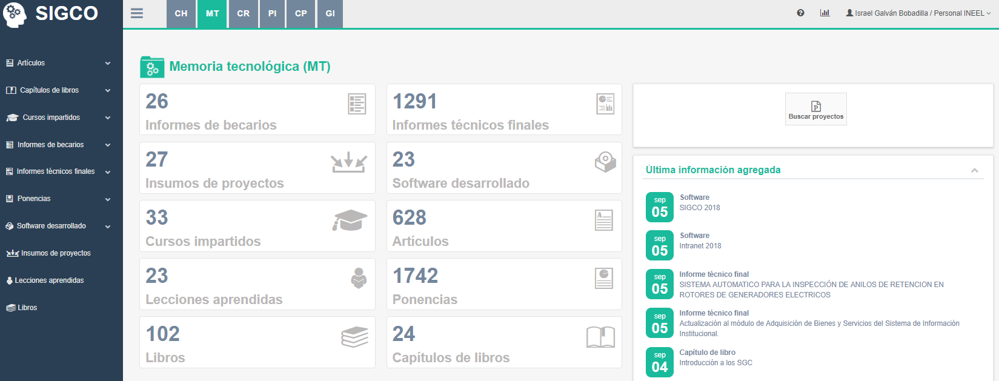 SIGCO
CH
MT
CR
PI
CP
GI
Israel Galván Bobadilla / Personal INEEL
Artículos
Capítulos de libros
Cursos impartidos
Informes de becarios
Informes técnicos finales
Ponencias
Software desarrollado
Insumos de proyectos
Lecciones aprendidas
Libros
Memoria tecnológica (MT)
26
Informes de becarios
1291
Informes técnicos finales
27
Insumos de proyectos
23
Software desarrollado
33
Cursos impartidos
628
Artículos
23
Lecciones aprendidas
1742
Ponencias
102
Libros
24
Capítulos de libros
Buscar proyectos
Última información agregada
sep
05
Software
SIGCO 2018
sep
05
Software
Intranet 2018
sep
05
Informe técnico final
SISTEMA AUTOMATICO PARA LA INSPECCIÓN DE ANILOS DE RETENCION EN
ROTORES DE GENERADORES ELECTRICOS
sep
05
Informe técnico final
Actualización al módulo de Adquisición de Bienes y Servicios del Sistema de Información
Institucional.
sep
04
Capítulo de libro
Introducción a los SGC